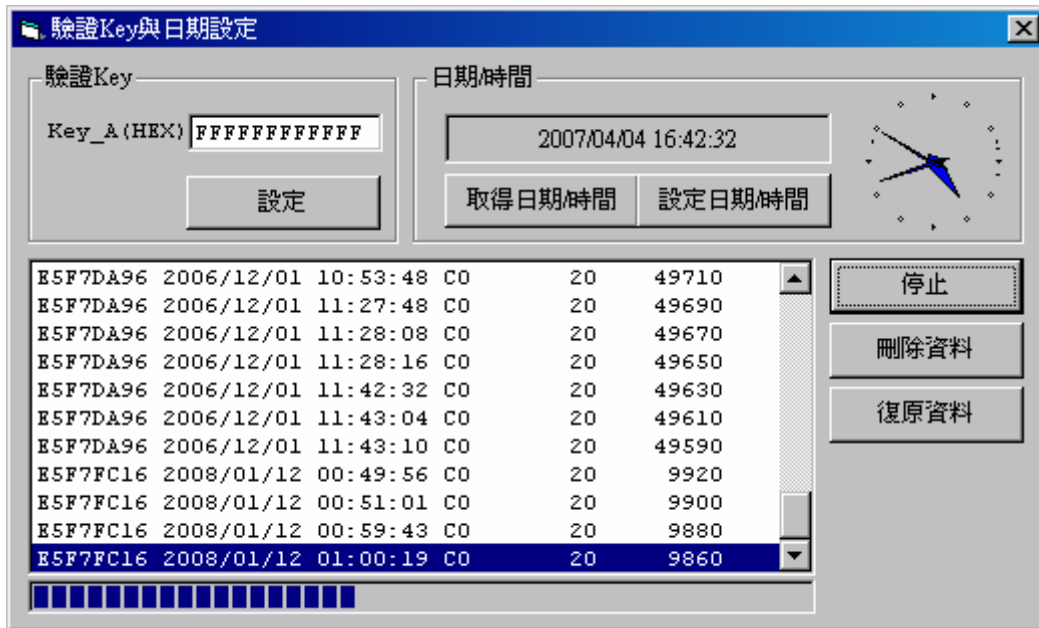 驗證Key與日期設定
驗證Key
Key_A(HEX) FFFFFFFFFFFF
設定
日期/時間
2007/04/04 16:42:32
取得日期/時間 設定日期/時間
E5F7DA96 2006/12/01 10:53:48 C0 20 49710
E5F7DA96 2006/12/01 11:27:48 C0 20 49690
E5F7DA96 2006/12/01 11:28:08 C0 20 49670
E5F7DA96 2006/12/01 11:28:16 C0 20 49650
E5F7DA96 2006/12/01 11:42:32 C0 20 49630
E5F7DA96 2006/12/01 11:43:04 C0 20 49610
E5F7DA96 2006/12/01 11:43:10 C0 20 49590
E5F7FC16 2008/01/12 00:49:56 C0 20 9920
E5F7FC16 2008/01/12 00:51:01 C0 20 9900
E5F7FC16 2008/01/12 00:59:43 C0 20 9880
E5F7FC16 2008/01/12 01:00:19 C0 20 9860
停止
刪除資料
復原資料